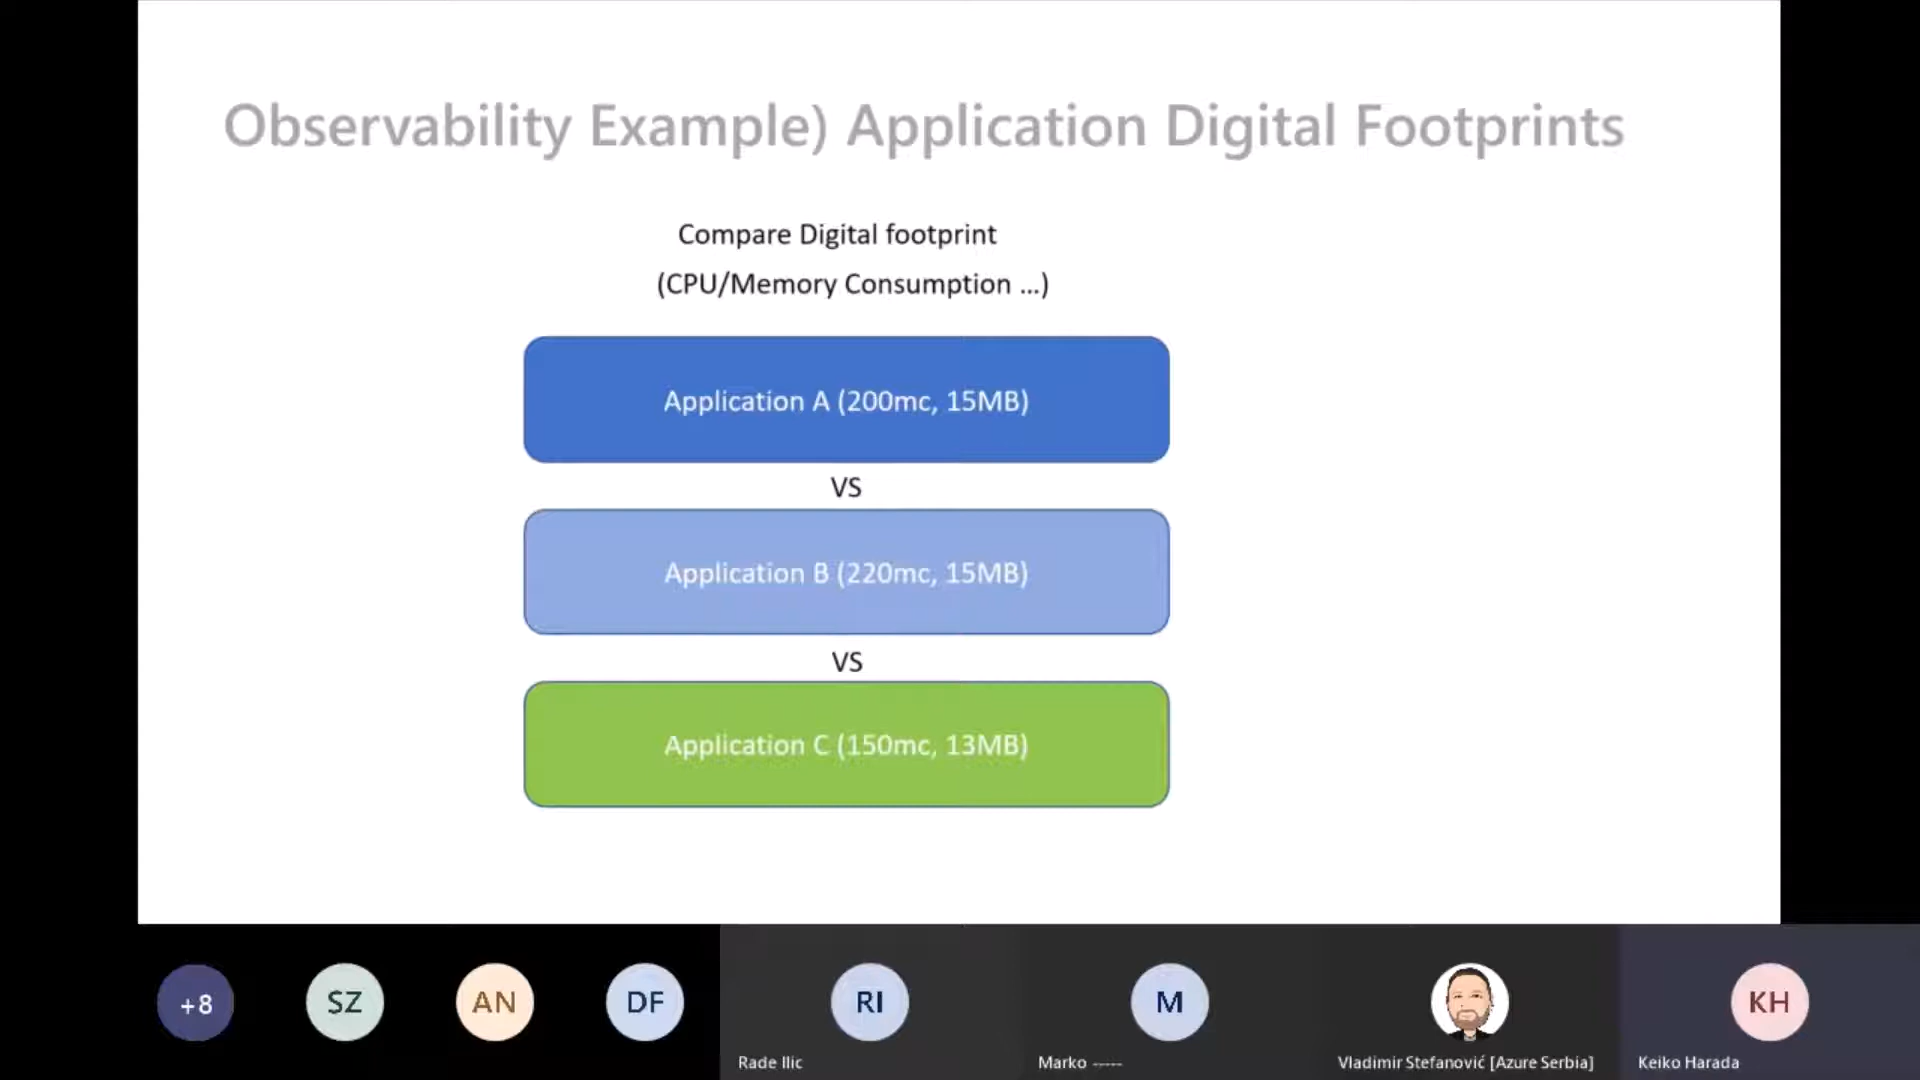 Observability Example) Application Digital Footprints
Compare Digital footprint
(CPU/Memory Consumption ...)
Application A (200mc, 15MB)
VS
Application B (220mc, 15MB)
VS
Application C (150mc, 13MB)
+8
SZ
AN
DF
RI
M
KH
Rade Ilic
Marko -----
Vladimir Stefanović [Azure Serbia]
Keiko Harada